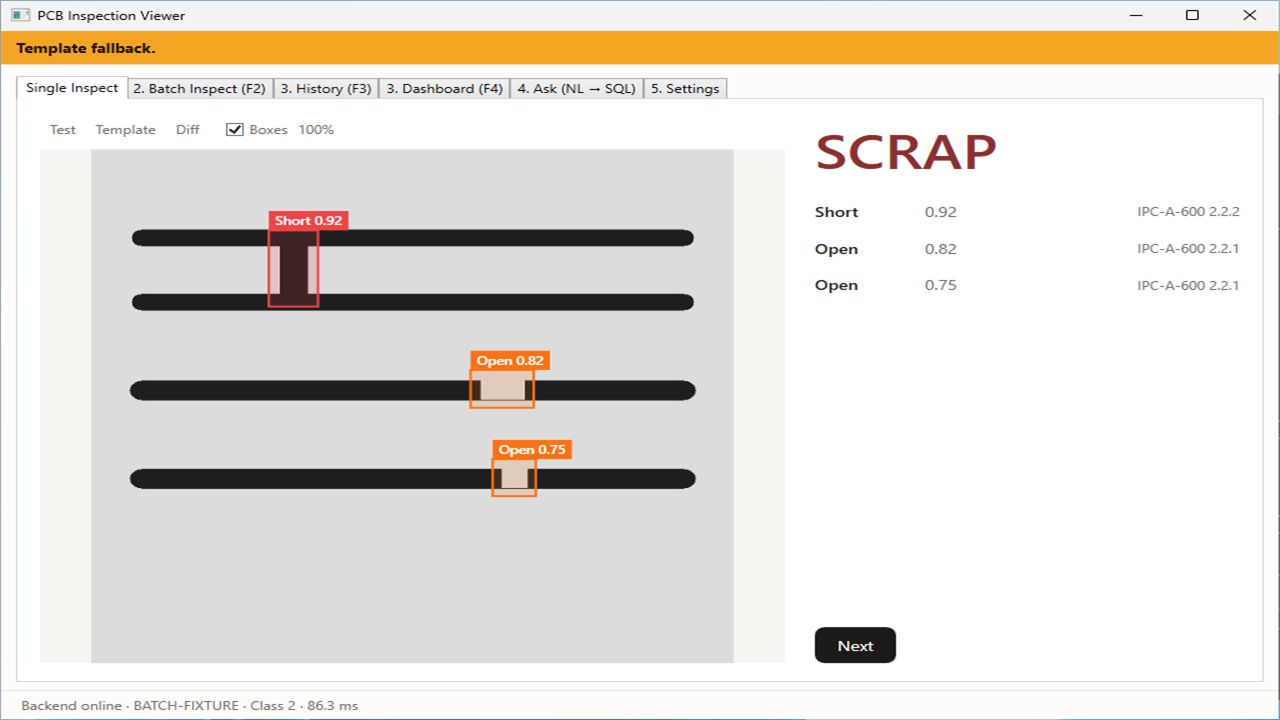 PCB Inspection Viewer
Template fallback.
Single Inspect 2. Batch Inspect (F2) 3. History (F3) 3. Dashboard (F4) 4. Ask (NL → SQL) 5. Settings
Test Template Diff Boxes 100%
SCRAP
Short 0.92 IPC-A-600 2.2.2
Open 0.82 IPC-A-600 2.2.1
Open 0.75 IPC-A-600 2.2.1
Short 0.92
Open 0.82
Open 0.75
Next
Backend online · BATCH-FIXTURE · Class 2 · 86.3 ms